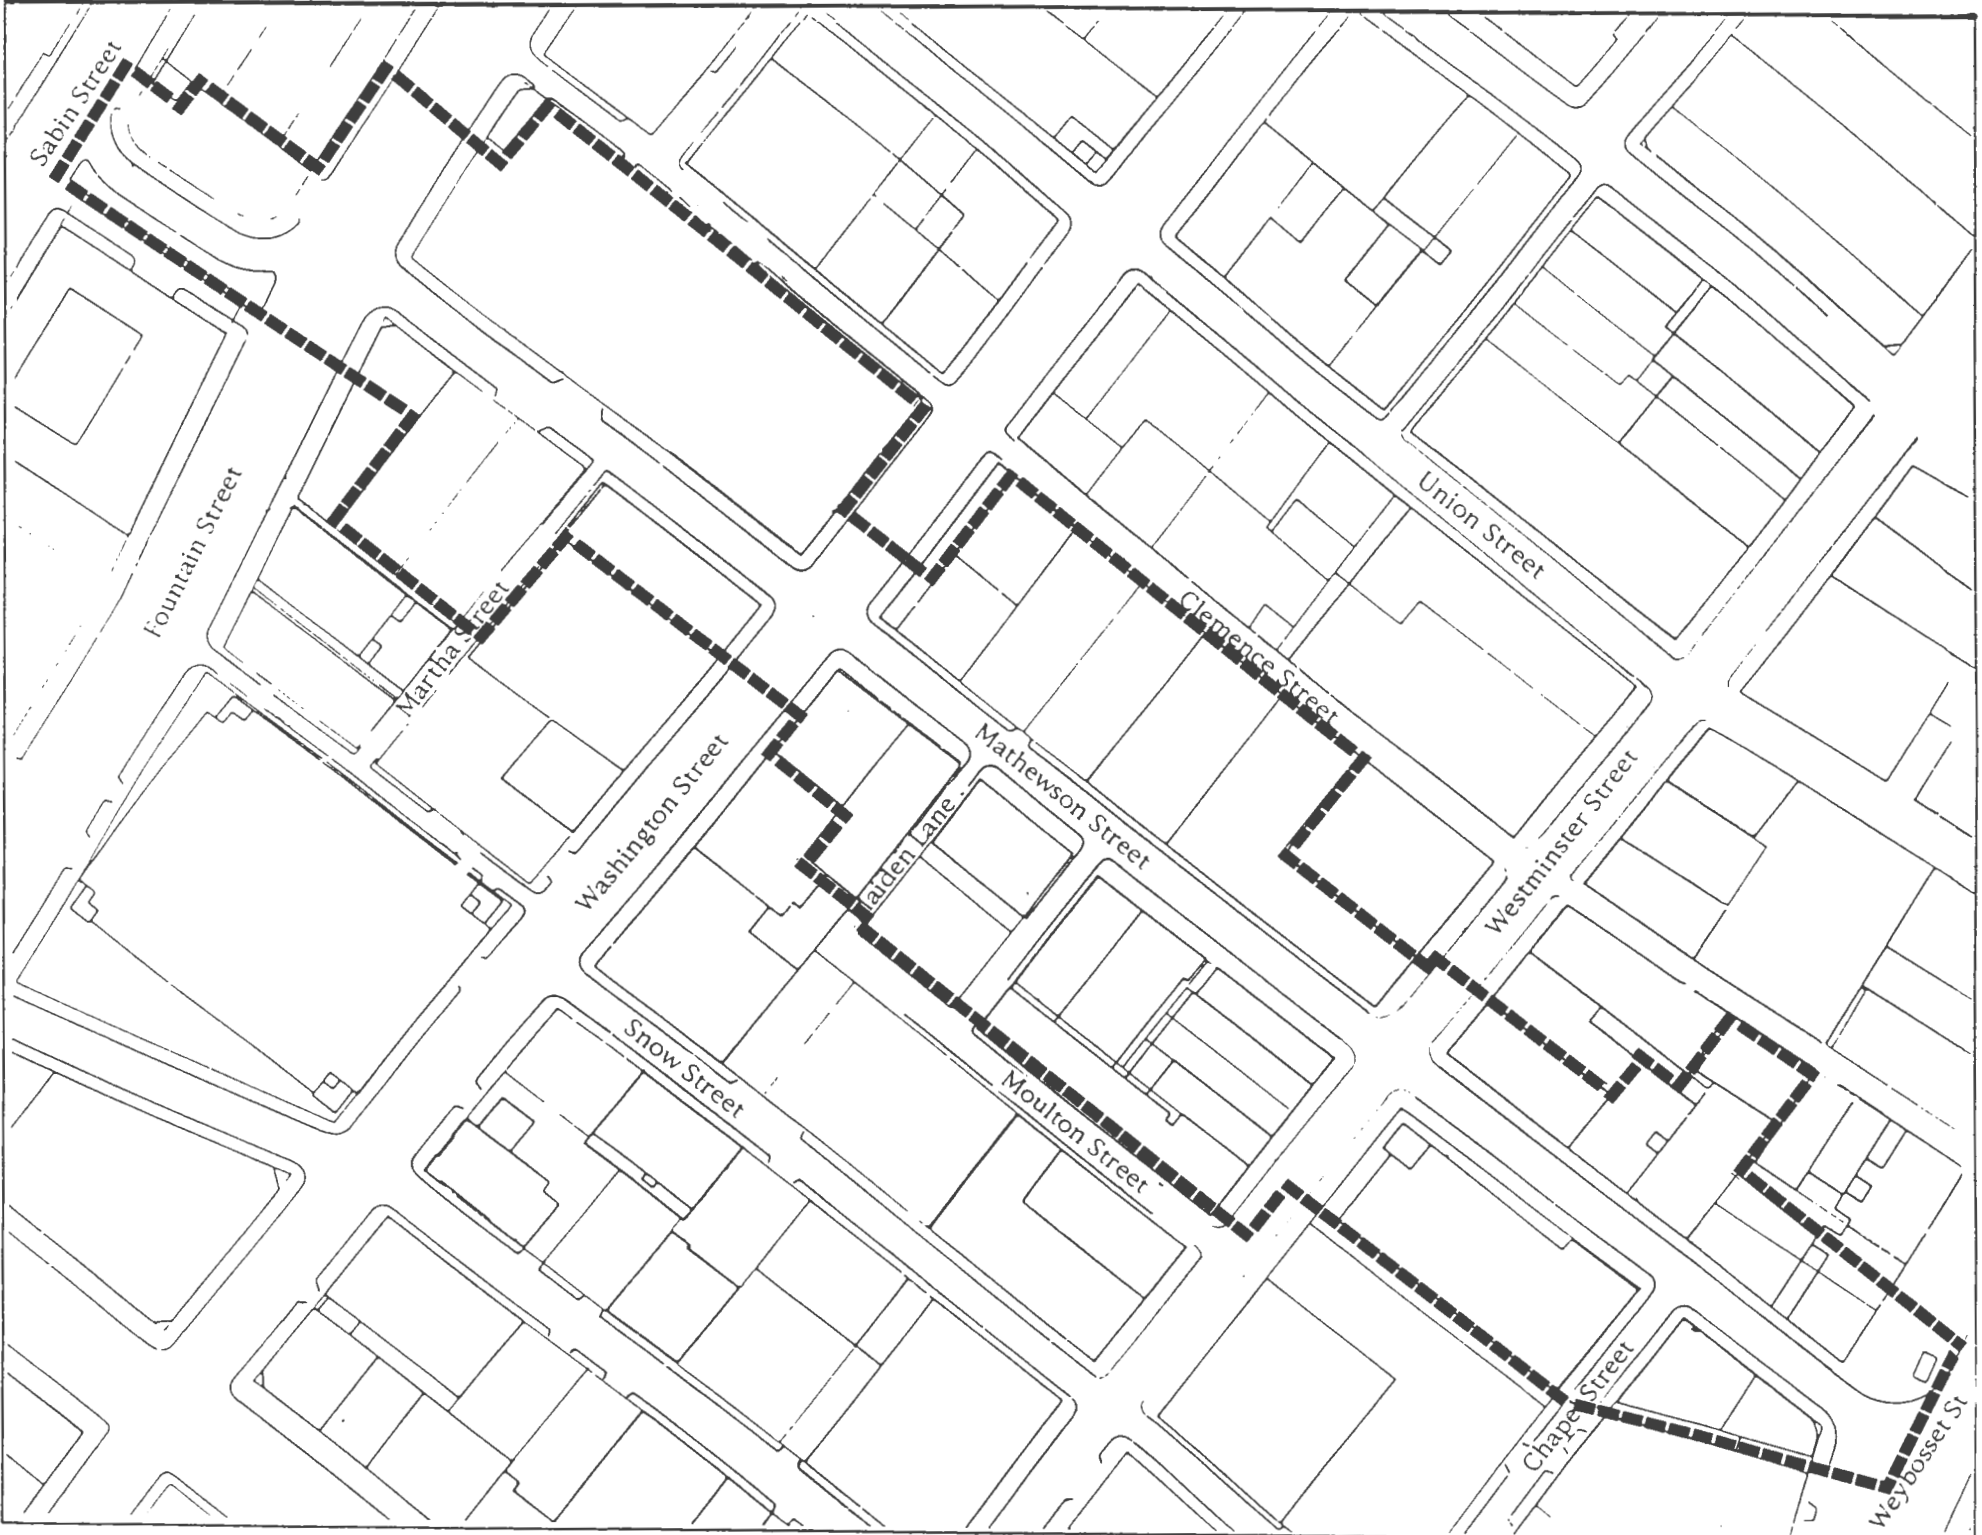 Sabin Street
Fountain Street
Union Street
Martha Street
Clemence Street
Washington Street
Mathewson Street
aiden Lane
Westminster Street
Snow Street
Moulton Street
Chapel Street
Weybosset St